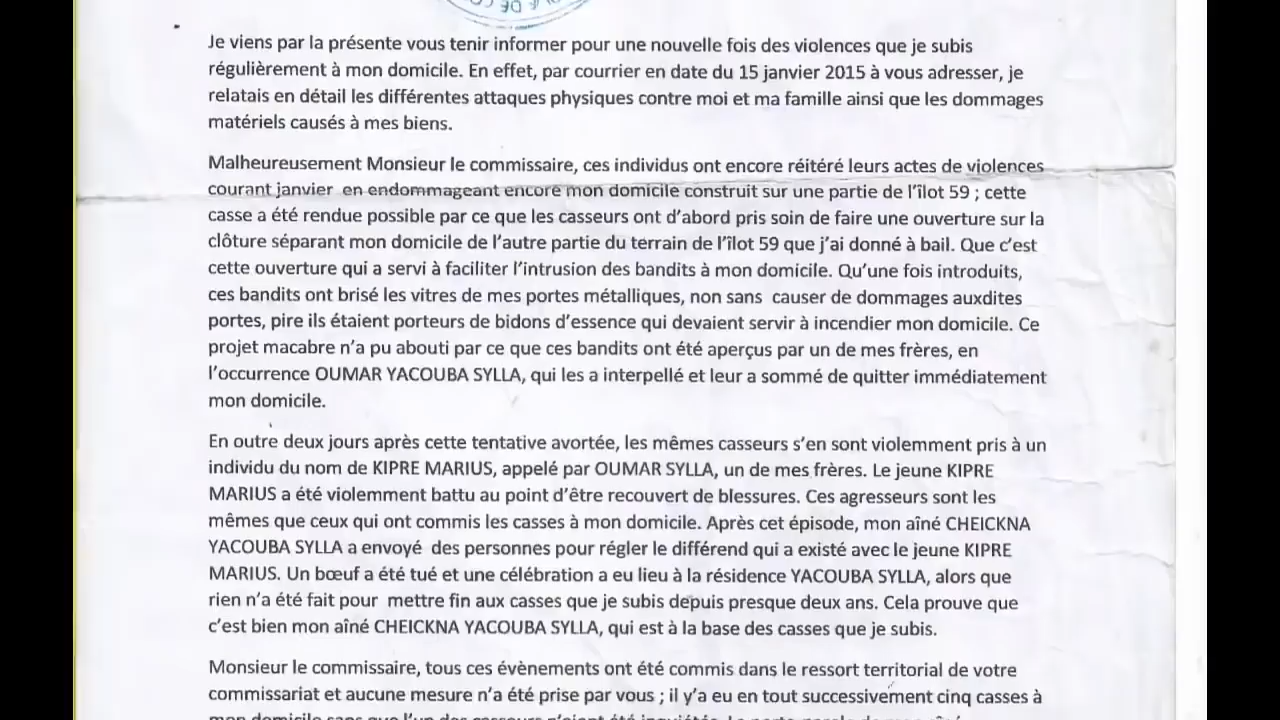 DE CO
Je viens par la présente vous tenir informer pour une nouvelle fois des violences que je subis
régulièrement à mon domicile. En effet, par courrier en date du 15 janvier 2015 à vous adresser, je
relatais en détail les différentes attaques physiques contre moi et ma famille ainsi que les dommages
matériels causés à mes biens.
Malheureusement Monsieur le commissaire, ces individus ont encore réitéré leurs actes de violences
courant janvier en endommageant encore mon domicile construit sur une partie de l'îlot 59 ; cette
casse a été rendue possible par ce que les casseurs ont d'abord pris soin de faire une ouverture sur la
clôture séparant mon domicile de l'autre partie du terrain de l'îlot 59 que j'ai donné à bail. Que c'est
cette ouverture qui a servi à faciliter l'intrusion des bandits à mon domicile. Qu'une fois introduits,
ces bandits ont brisé les vitres de mes portes métalliques, non sans causer de dommages auxdites
portes, pire ils étaient porteurs de bidons d'essence qui devaient servir à incendier mon domicile. Ce
projet macabre n'a pu abouti par ce que ces bandits ont été aperçus par un de mes frères, en
l'occurrence OUMAR YACOUBA SYLLA, qui les a interpellé et leur a sommé de quitter immédiatement
mon domicile.
En outre deux jours après cette tentative avortée, les mêmes casseurs s'en sont violemment pris à un
individu du nom de KIPRE MARIUS, appelé par OUMAR SYLLA, un de mes frères. Le jeune KIPRE
MARIUS a été violemment battu au point d'être recouvert de blessures. Ces agresseurs sont les
mêmes que ceux qui ont commis les casses à mon domicile. Après cet épisode, mon aîné CHEICKNA
YACOUBA SYLLA a envoyé des personnes pour régler le différend qui a existé avec le jeune KIPRE
MARIUS. Un bœuf a été tué et une célébration a eu lieu à la résidence YACOUBA SYLLA, alors que
rien n'a été fait pour mettre fin aux casses que je subis depuis presque deux ans. Cela prouve que
c'est bien mon aîné CHEICKNA YACOUBA SYLLA, qui est à la base des casses que je subis.
Monsieur le commissaire, tous ces évènements ont été commis dans le ressort territorial de votre
commissariat et aucune mesure n'a été prise par vous ; il y'a eu en tout successivement cinq casses à